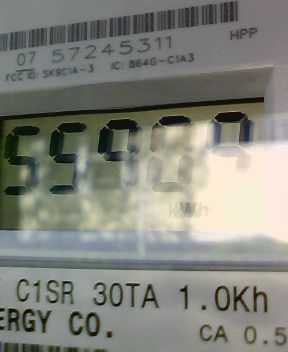 07 57245311
HPP
FCC ID: SK9C1A-3 IC: 864G-C1A3
55909
kWh
C1SR 30TA 1.0Kh
ERGY CO.
CA 0.5